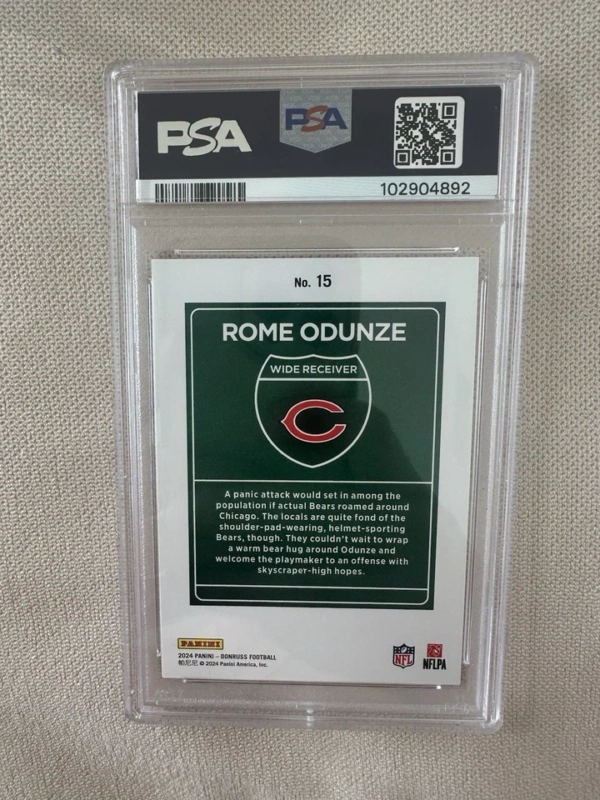 PSA PSA
102904892
No. 15
ROME ODUNZE
WIDE RECEIVER
A panic attack would set in among the
population if actual Bears roamed around
Chicago. The locals are quite fond of the
shoulder-pad-wearing, helmet-sporting
Bears, though. They couldn't wait to wrap
a warm bear hug around Odunze and
welcome the playmaker to an offense with
skyscraper-high hopes.
PANINI
2024 PANINI – DONRUSS FOOTBALL
帕尼尼 © 2024 Panini America, Inc.
NFL
NFLPA